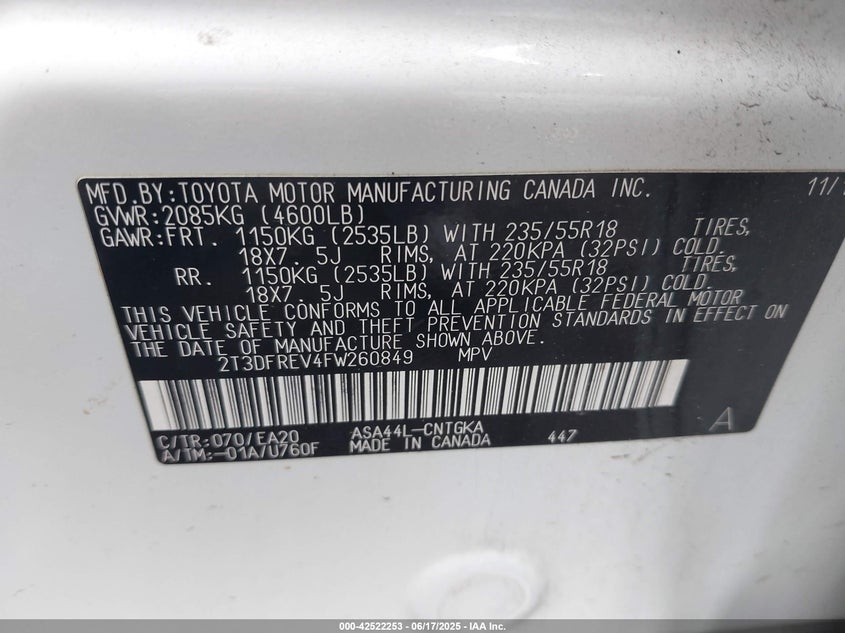 MFD.BY:TOYOTA MOTOR MANUFACTURING CANADA INC. 11/
GVWR:2085KG (4600LB)
GAWR:FRT. 1150KG (2535LB) WITH 235/55R18 TIRES,
18X7. 5J RIMS, AT 220KPA (32PSI) COLD.
RR. 1150KG (2535LB) WITH 235/55R18 TIRES,
18X7. 5J RIMS, AT 220KPA (32PSI) COLD.
THIS VEHICLE CONFORMS TO ALL APPLICABLE FEDERAL MOTOR
VEHICLE SAFETY AND THEFT PREVENTION STANDARDS IN EFFECT ON
THE DATE OF MANUFACTURE SHOWN ABOVE.
2T3DFREV4FW260849 MPV
C/TR:070/EA20 ASA44L-CNTGKA 447 A
A/TM:-01A/U760F MADE IN CANADA
000-42522253 - 06/17/2025 - IAA Inc.